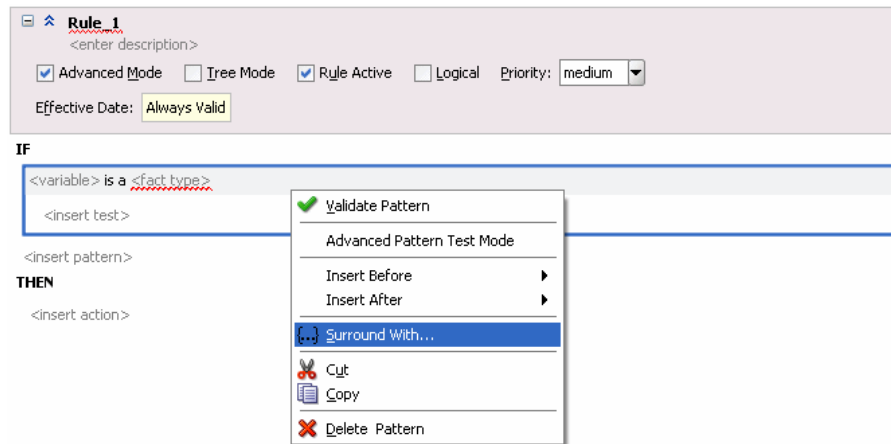 Rule_1
<enter description>
Advanced Mode Tree Mode Rule Active Logical Priority: medium
Effective Date: Always Valid
IF
<variable> is a <fact type>
<insert test>
<insert pattern>
THEN
<insert action>
Validate Pattern
Advanced Pattern Test Mode
Insert Before
Insert After
{...} Surround With...
Cut
Copy
Delete Pattern